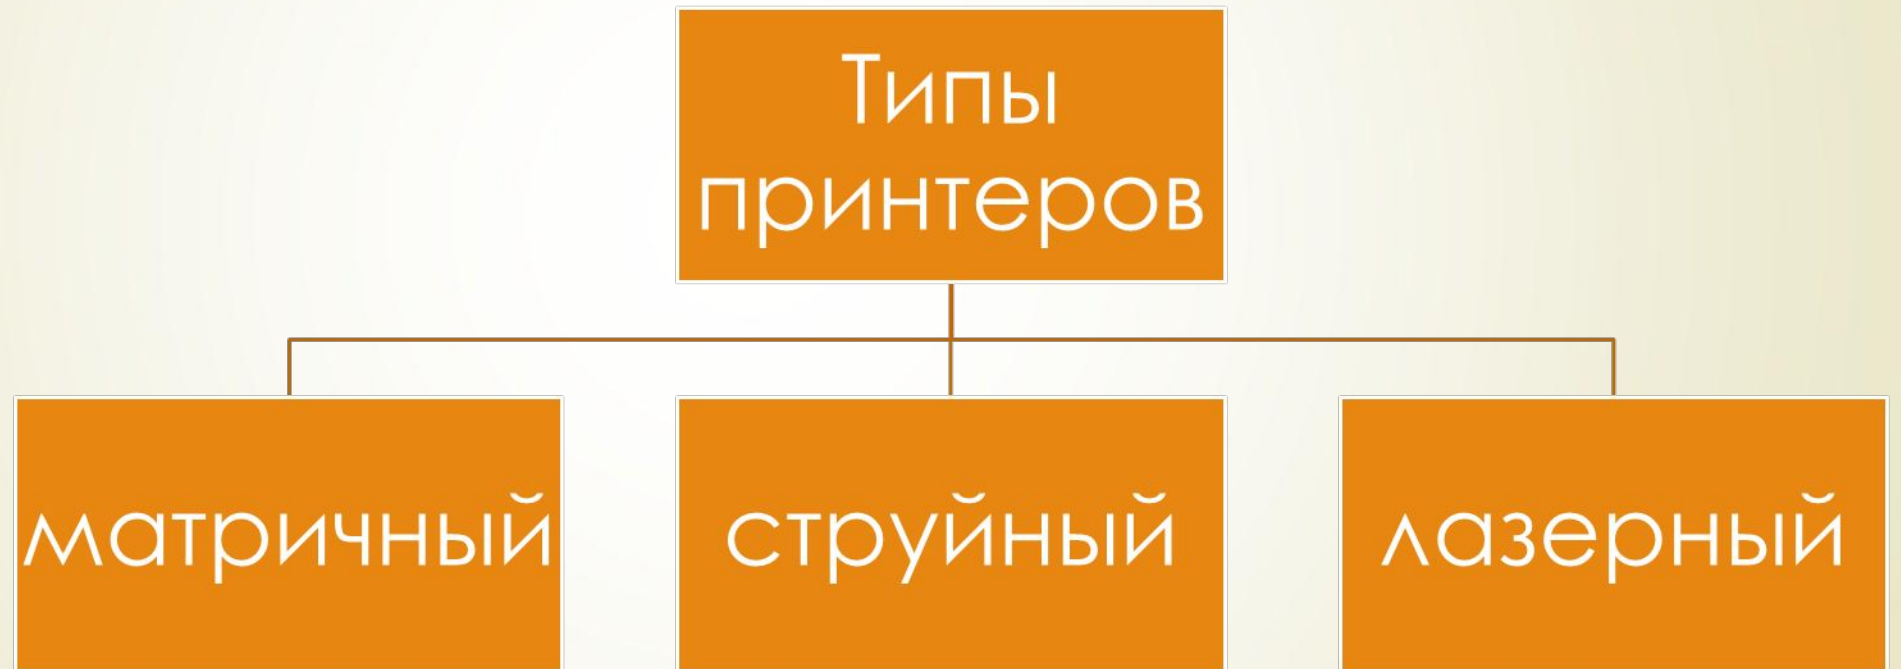 Типы
принтеров
матричный
струйный
лазерный